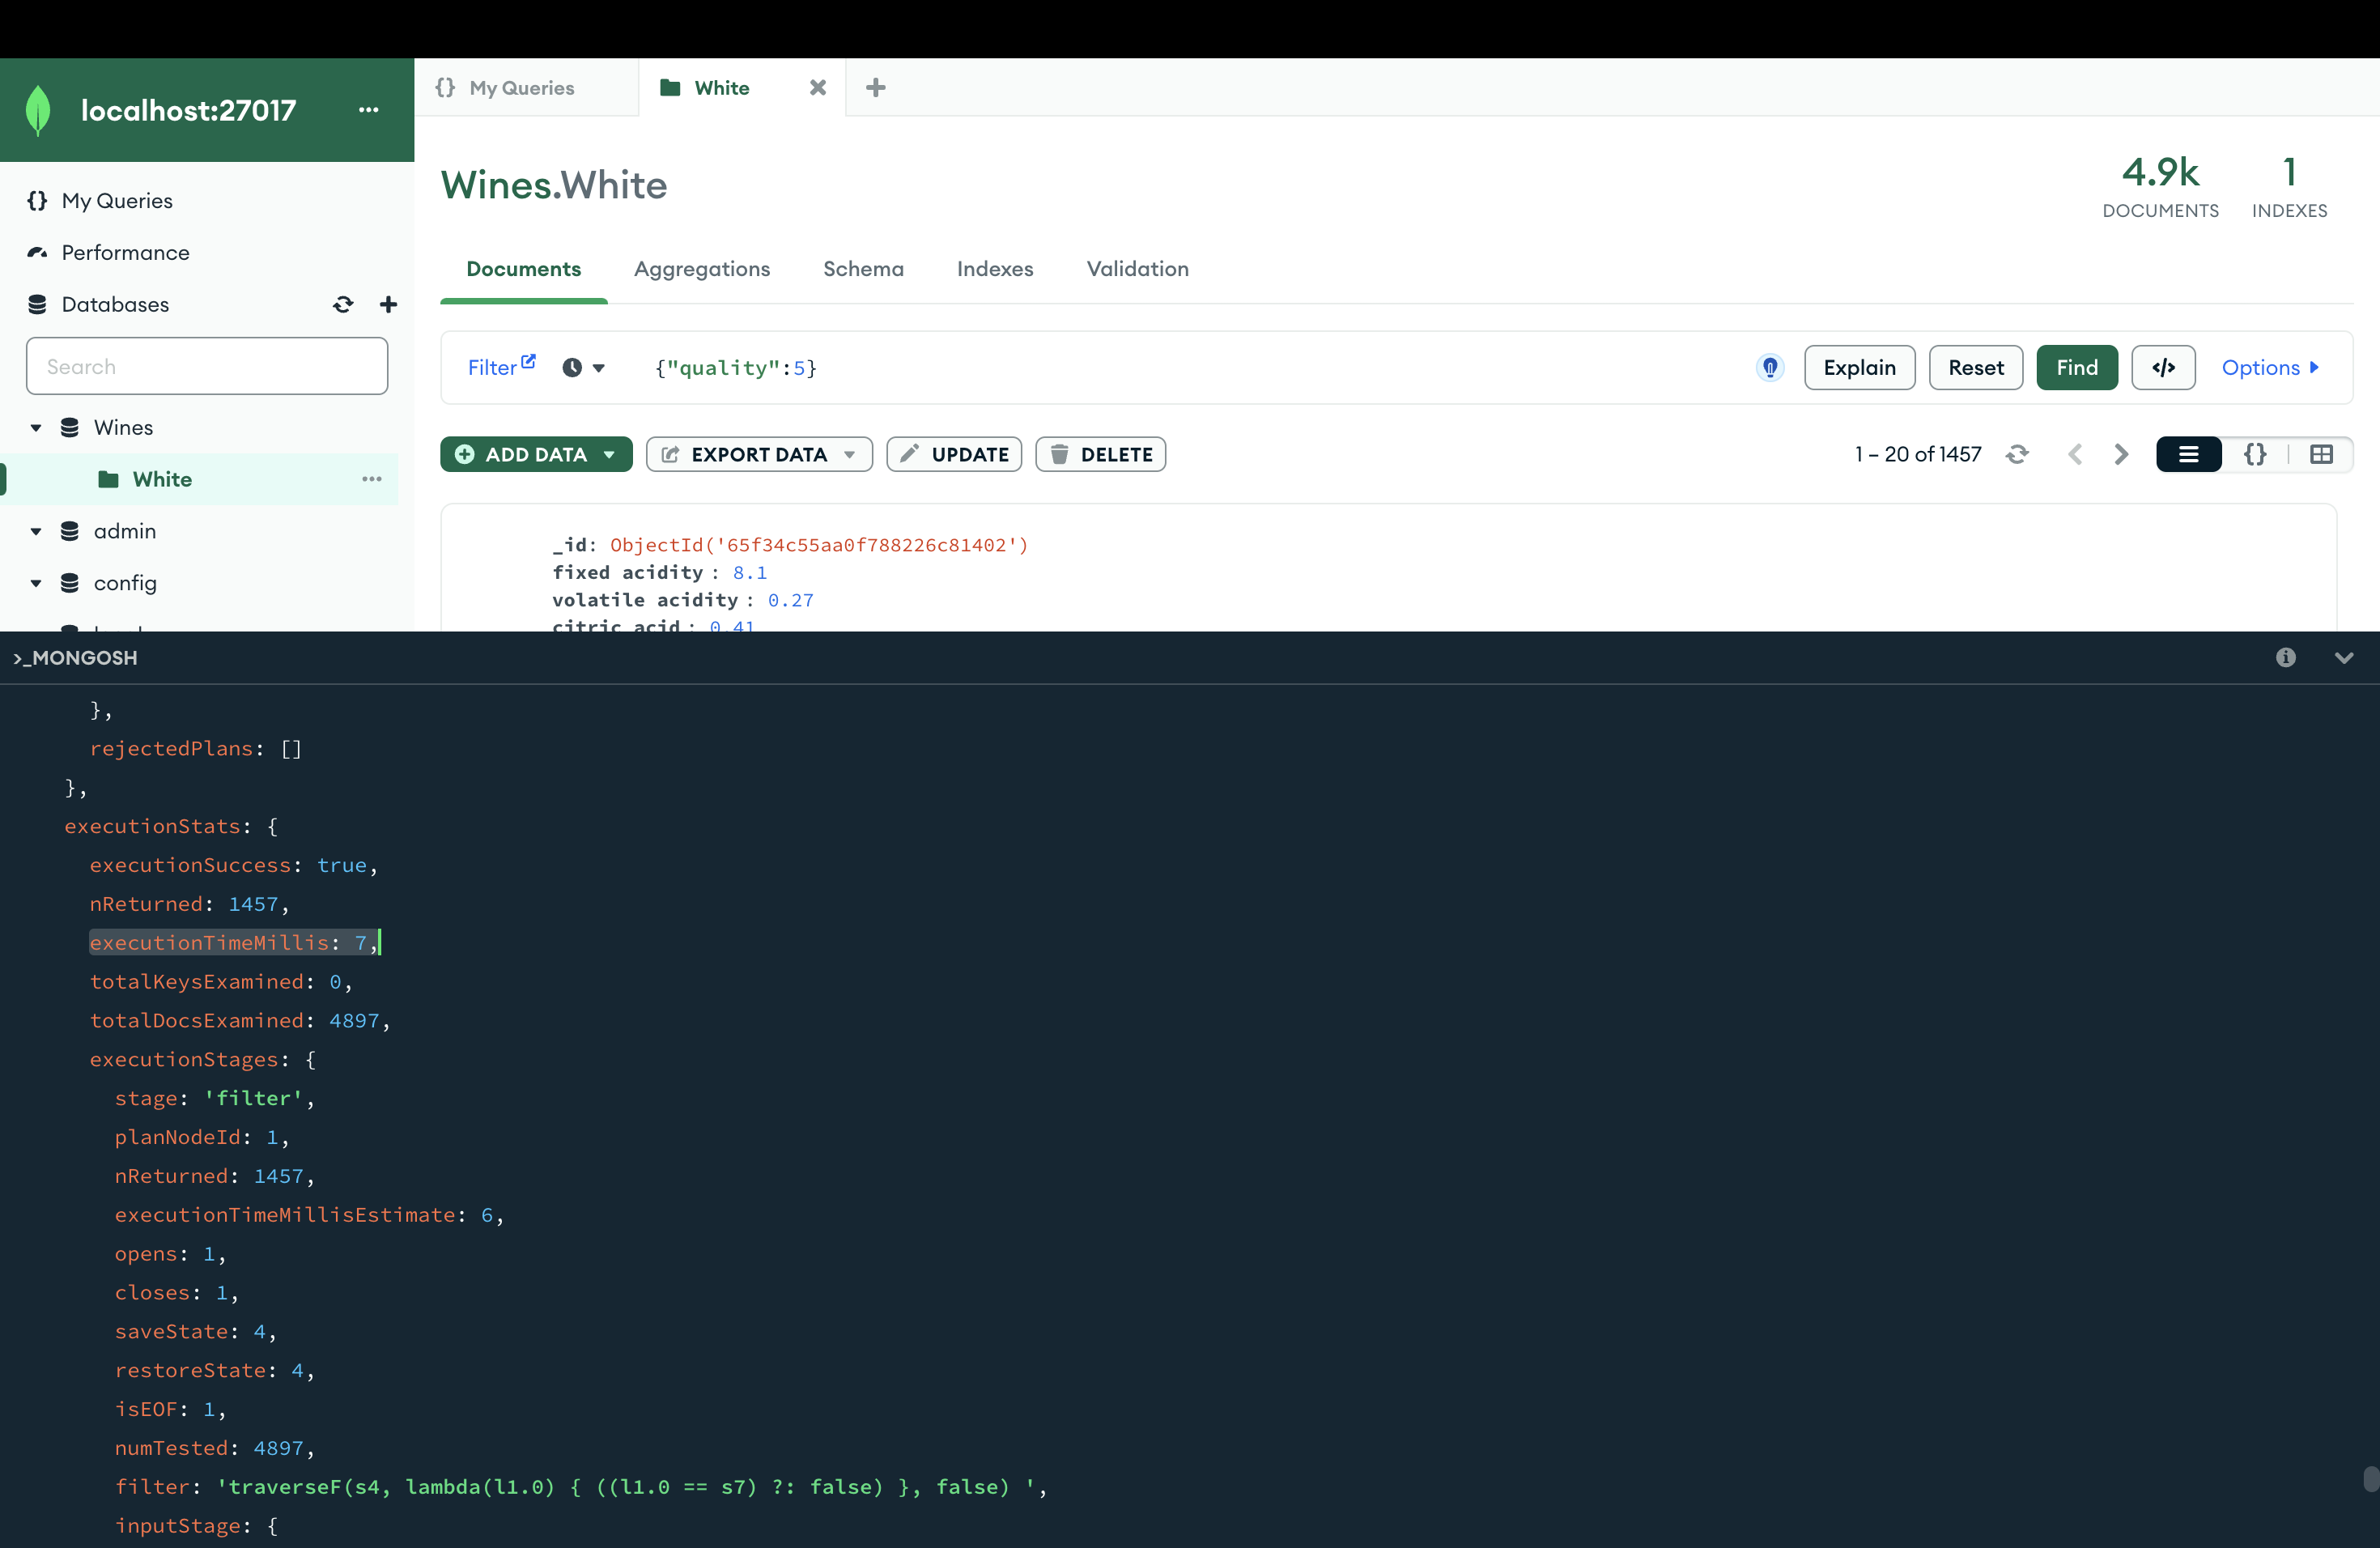 localhost:27017
My Queries
Performance
Databases
Search
Wines
White
admin
config
My Queries
White
Wines.White
4.9k
DOCUMENTS
1
INDEXES
Documents
Aggregations
Schema
Indexes
Validation
Filter
{"quality":5}
Explain
Reset
Find
</>
Options
ADD DATA
EXPORT DATA
UPDATE
DELETE
1 – 20 of 1457
{}
_id: ObjectId('65f34c55aa0f788226c81402')
fixed acidity : 8.1
volatile acidity : 0.27
citric acid : 0.41
>_MONGOSH
},
rejectedPlans: []
},
executionStats: {
executionSuccess: true,
nReturned: 1457,
executionTimeMillis: 7,
totalKeysExamined: 0,
totalDocsExamined: 4897,
executionStages: {
stage: 'filter',
planNodeId: 1,
nReturned: 1457,
executionTimeMillisEstimate: 6,
opens: 1,
closes: 1,
saveState: 4,
restoreState: 4,
isEOF: 1,
numTested: 4897,
filter: 'traverseF(s4, lambda(l1.0) { ((l1.0 == s7) ?: false) }, false) ',
inputStage: {